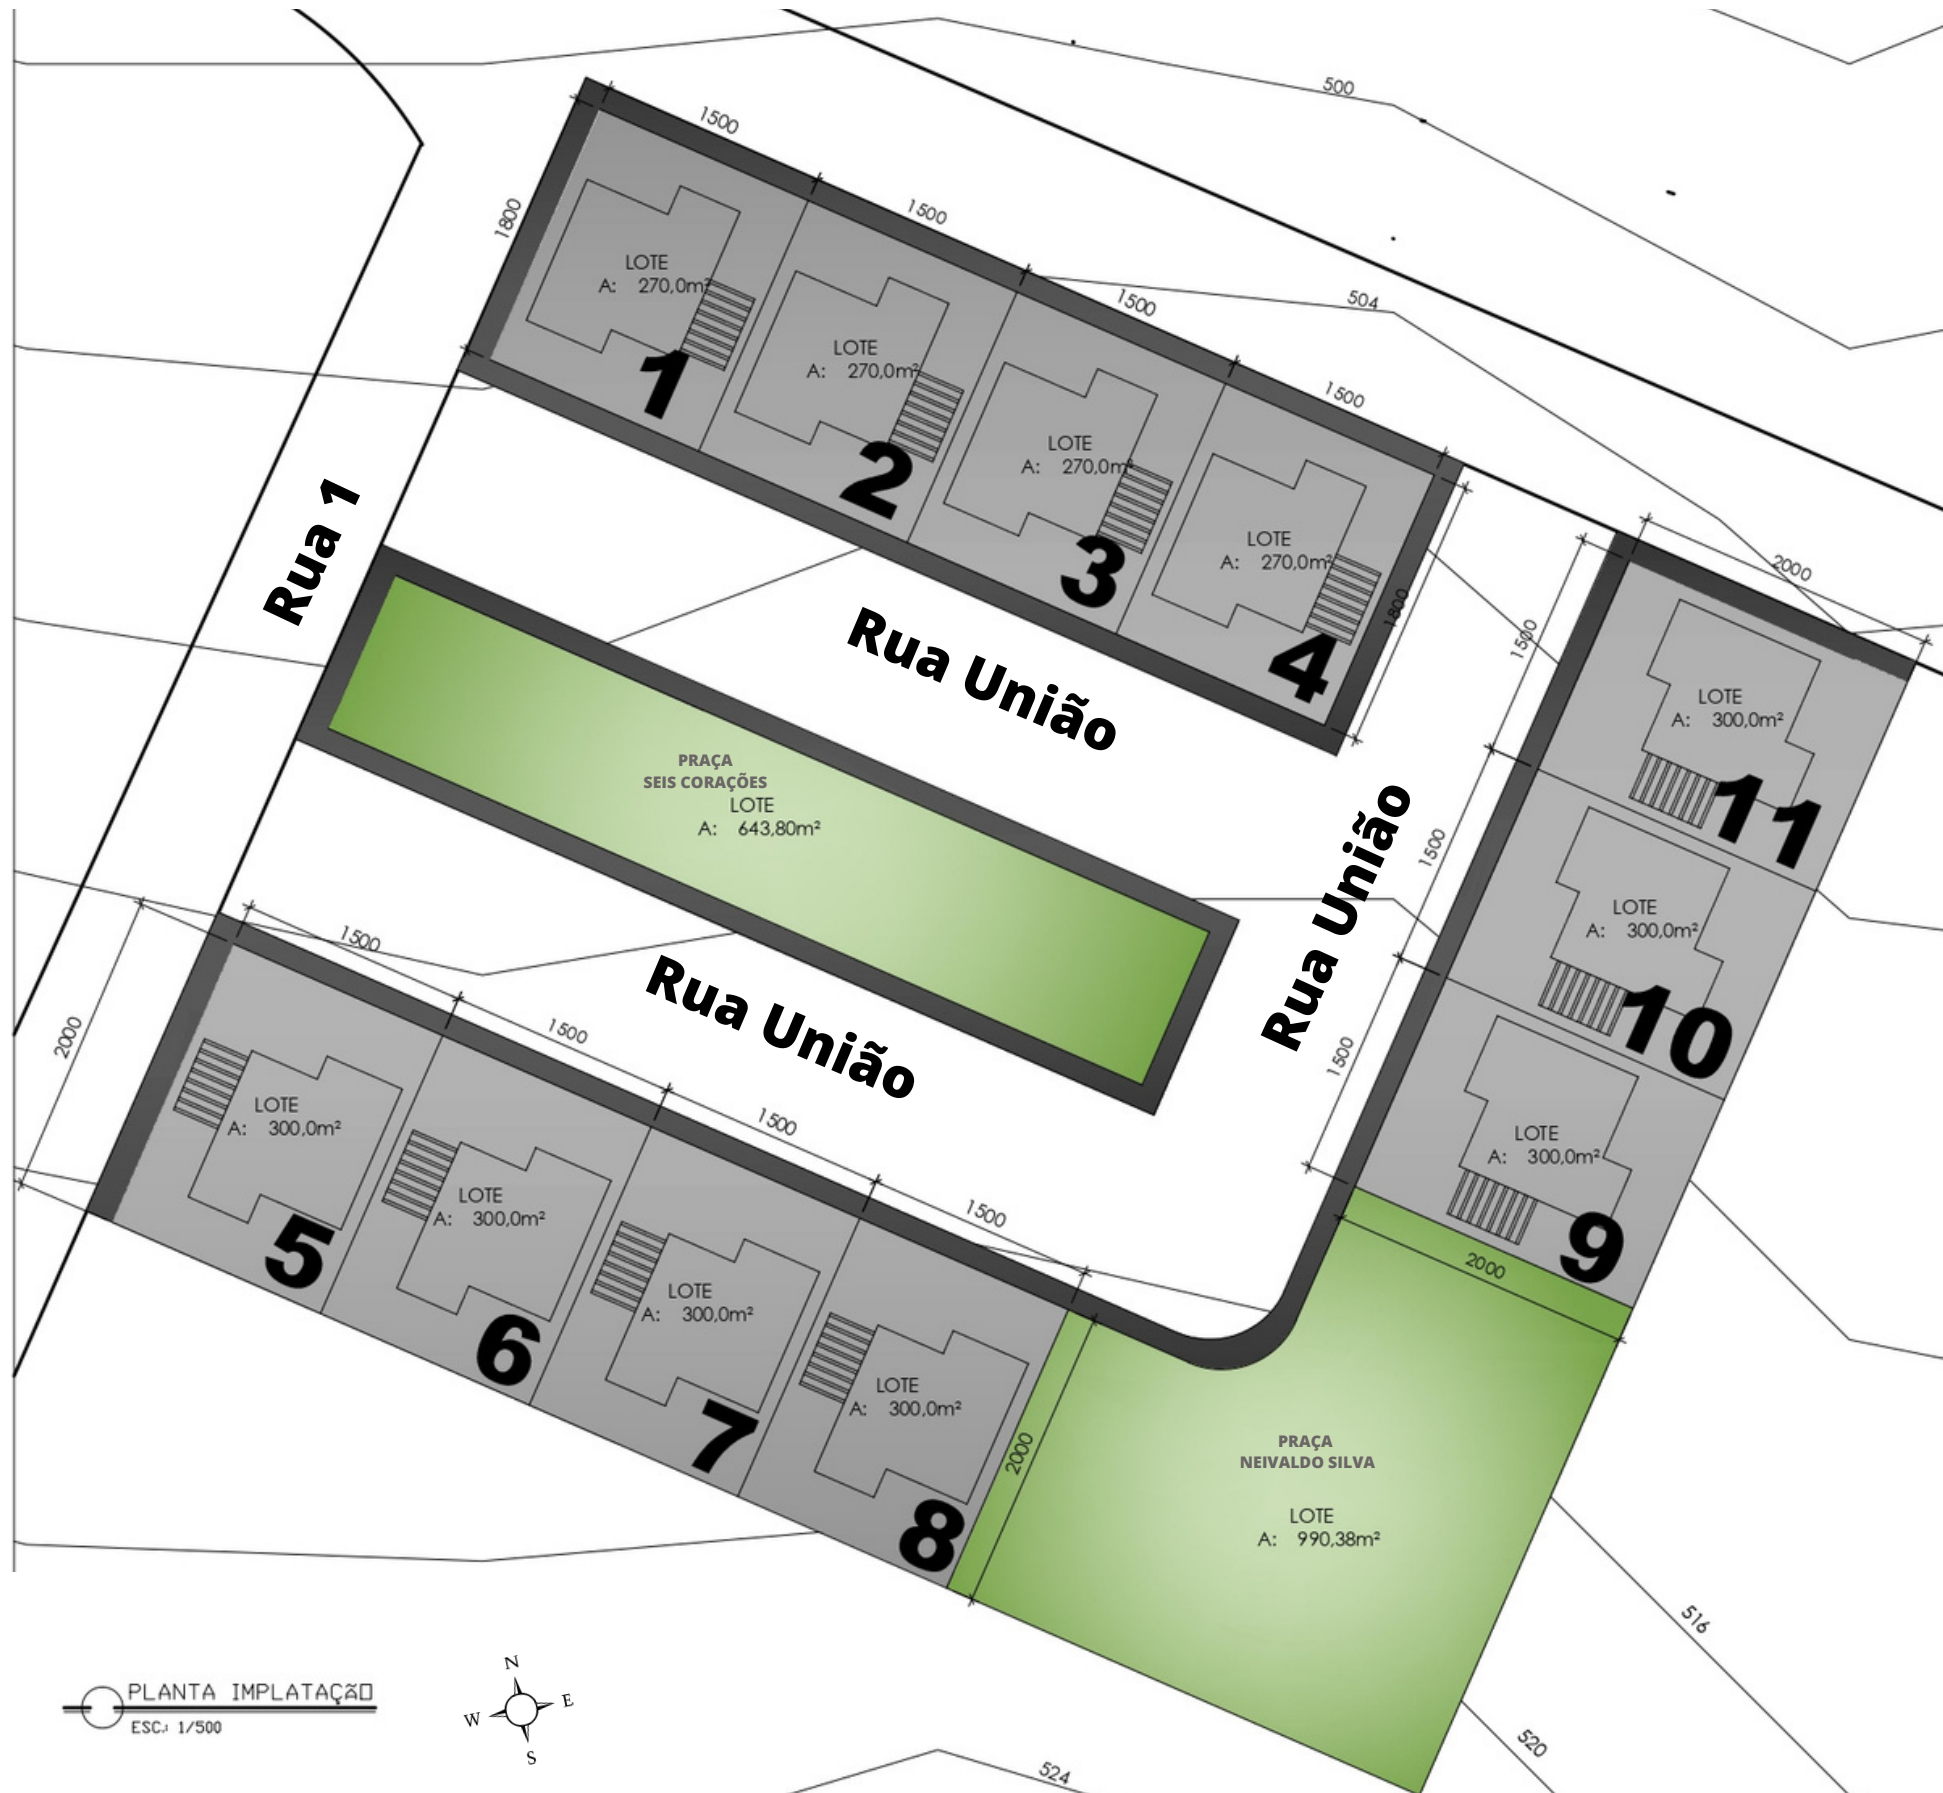 500
1500
1500
1800
LOTE
A: 270,0m²
1
1500
504
LOTE
A: 270,0m²
2
1500
LOTE
A: 270,0m²
3
LOTE
A: 270,0m²
4
1800
Rua 1
Rua União
2000
1500
LOTE
A: 300,0m²
11
PRAÇA
SEIS CORAÇÕES
LOTE
A: 643,80m²
Rua União
1500
LOTE
A: 300,0m²
10
1500
1500
Rua União
2000
1500
LOTE
A: 300,0m²
5
1500
LOTE
A: 300,0m²
6
1500
LOTE
A: 300,0m²
7
LOTE
A: 300,0m²
8
2000
LOTE
A: 300,0m²
9
2000
PRAÇA
NEIVALDO SILVA
LOTE
A: 990,38m²
516
520
524
PLANTA IMPLATAÇÃO
ESC.: 1/500
N
W E
S